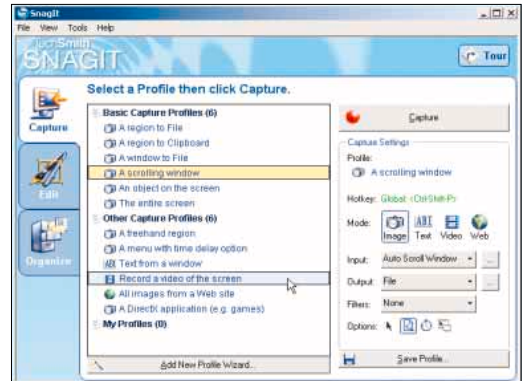 SnagIt
File View Tools Help
TechSmith
SNAGIT
Tour
Select a Profile then click Capture.
Capture
Edit
Organize
Basic Capture Profiles (6)
A region to File
A region to Clipboard
A window to File
A scrolling window
An object on the screen
The entire screen
Other Capture Profiles (6)
A freehand region
A menu with time delay option
Text from a window
Record a video of the screen
All images from a Web site
A DirectX application (e.g. games)
My Profiles (0)
Add New Profile Wizard...
Capture
Capture Settings
Profile:
A scrolling window
Hotkey: Global <Ctrl Shift-P>
Mode: ABI
Image Text Video Web
Input: Auto Scroll Window ...
Output: File ...
Filters: None
Options:
Save Profile...